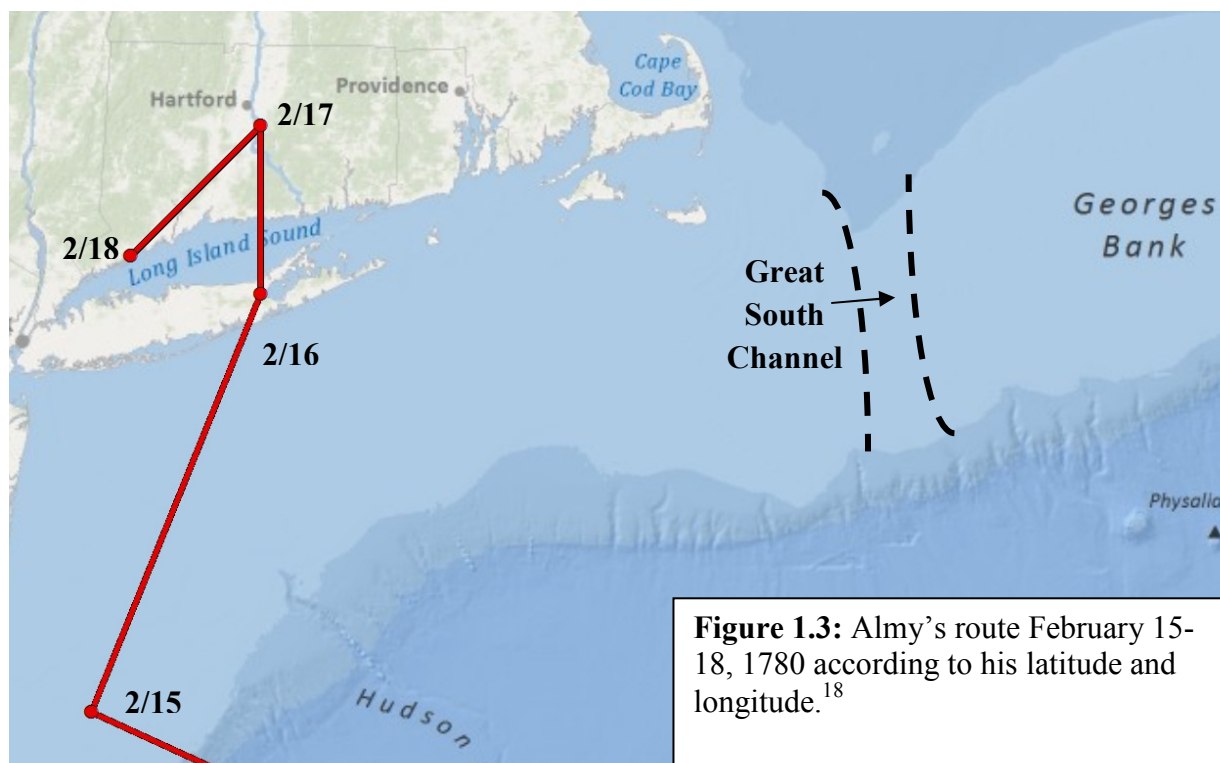 Cape
Cod Bay
Providence
Hartford
2/17
2/18
Long Island Sound
2/16
Georges
Bank
Great
South
Channel
Physalia
2/15
Hudson
Figure 1.3: Almy’s route February 15-
18, 1780 according to his latitude and
longitude.18